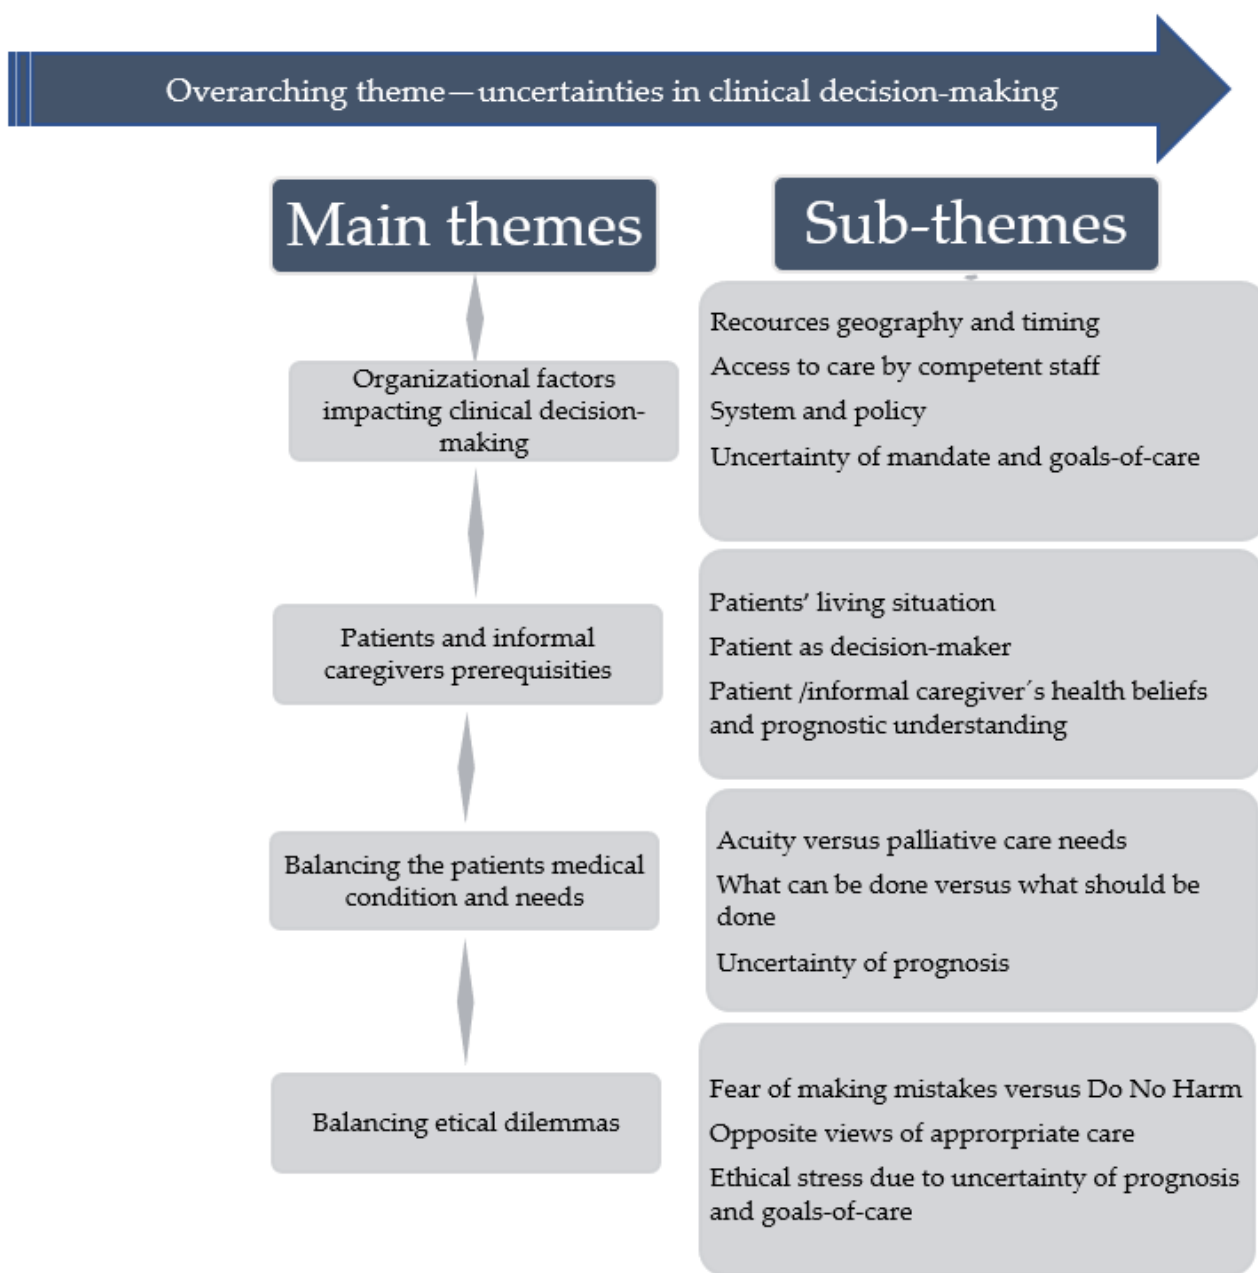 Overarching theme—uncertainties in clinical decision-making
Main themes
Sub-themes
Organizational factors
impacting clinical decision-
making
Recources geography and timing
Access to care by competent staff
System and policy
Uncertainty of mandate and goals-of-care
Patients and informal
caregivers prerequisities
Patients’ living situation
Patient as decision-maker
Patient /informal caregiver´s health beliefs
and prognostic understanding
Balancing the patients medical
condition and needs
Acuity versus palliative care needs
What can be done versus what should be
done
Uncertainty of prognosis
Balancing etical dilemmas
Fear of making mistakes versus Do No Harm
Opposite views of approrpriate care
Ethical stress due to uncertainty of prognosis
and goals-of-care